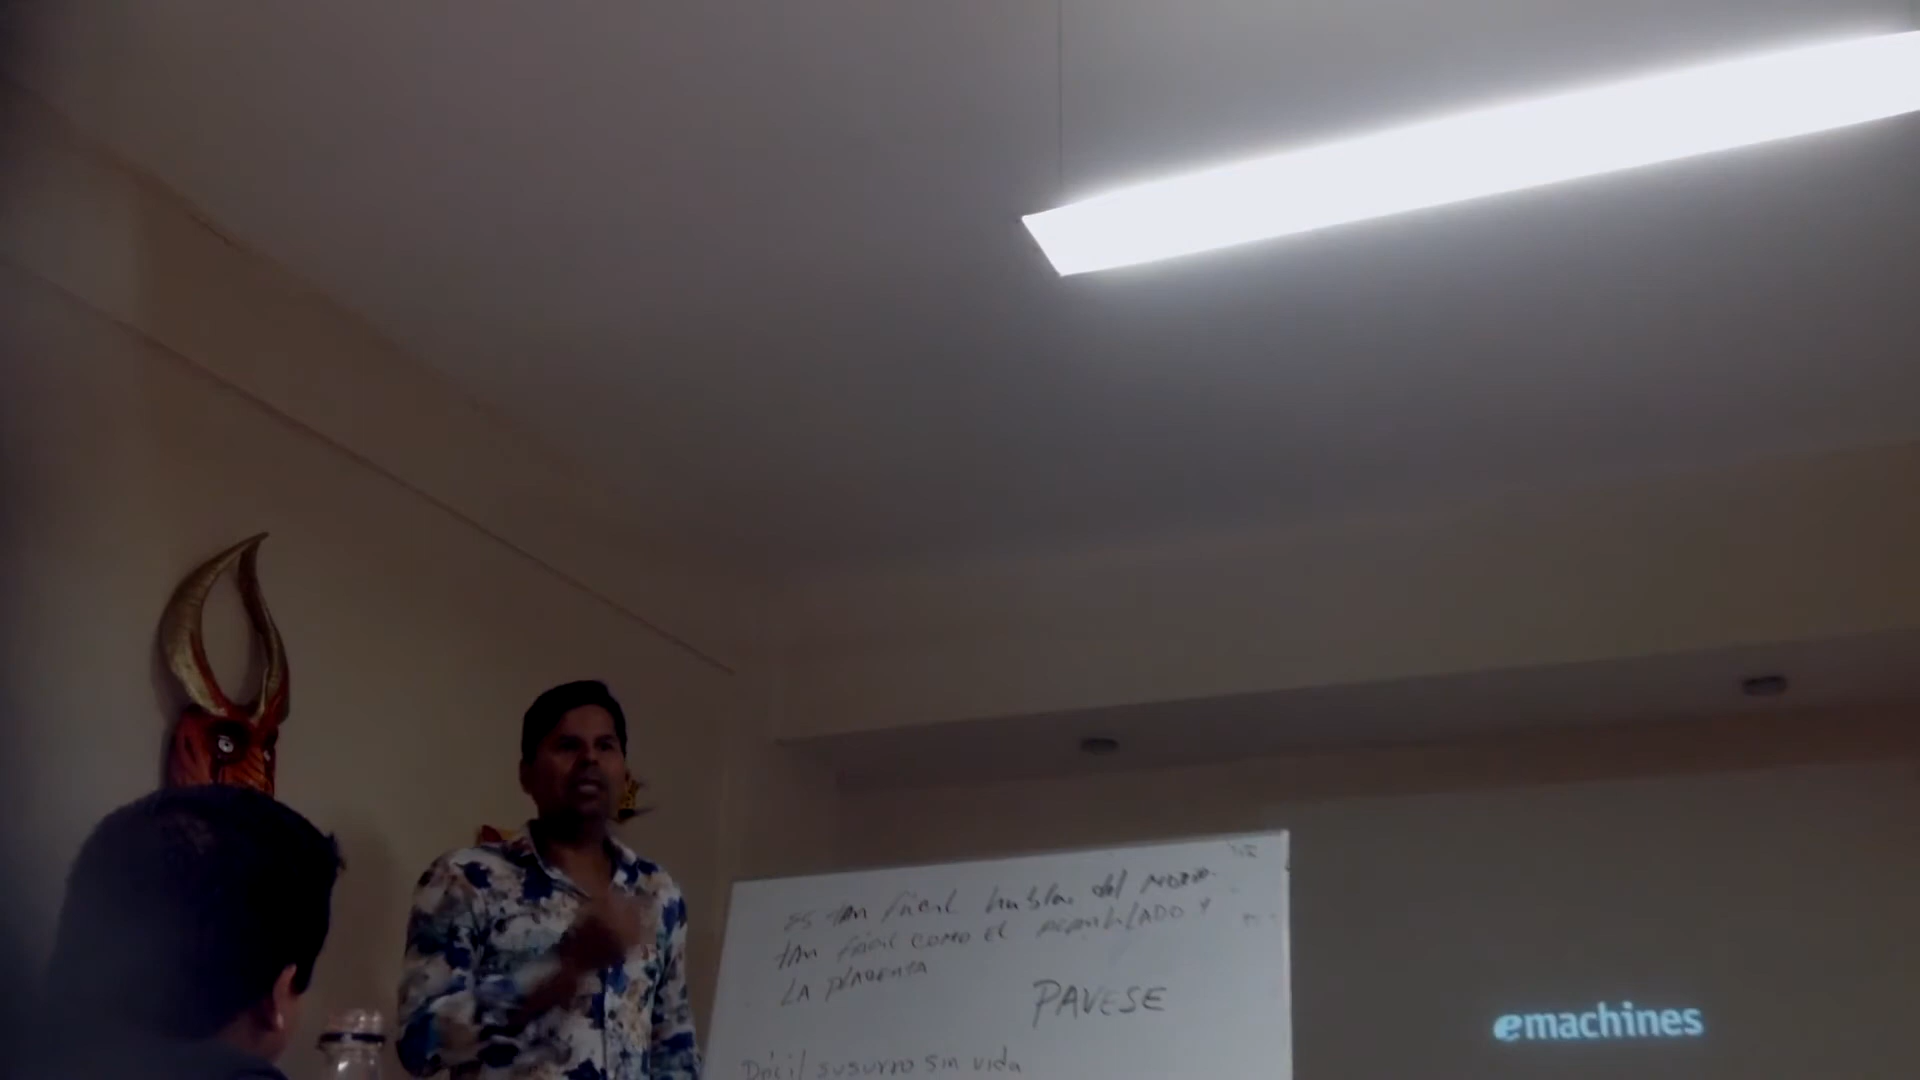 Es tan fácil hablar del
tan fácil como el
La placenta
PAVESE
Dócil susurro sin vida
emachines